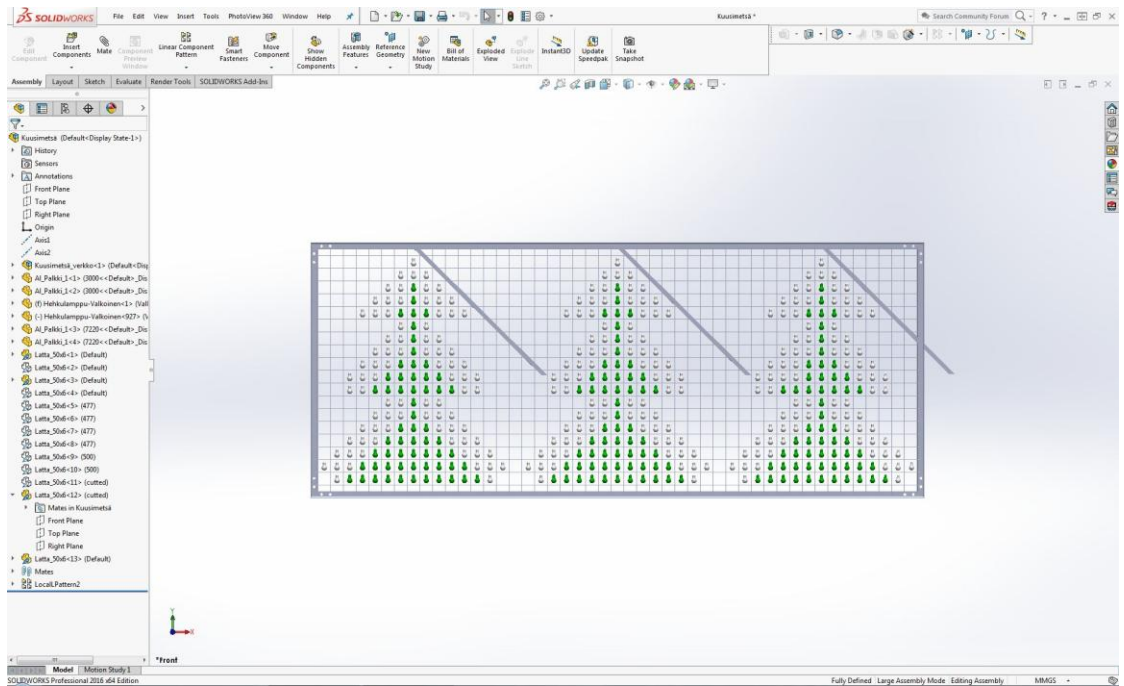 SOLIDWORKS File Edit View Insert Tools PhotoView 360 Window Help Kuusimetsä * Search Community Forum
Edit Component
Insert Components
Mate
Component Preview Window
Linear Component Pattern
Smart Fasteners
Move Component
Show Hidden Components
Assembly Features
Reference Geometry
New Motion Study
Bill of Materials
Exploded View
Explode Line Sketch
Instant3D
Update Speedpak
Take Snapshot
Assembly Layout Sketch Evaluate Render Tools SOLIDWORKS Add-Ins
Kuusimetsä (Default<Display State-1>)
History
Sensors
Annotations
Front Plane
Top Plane
Right Plane
Origin
Axis1
Axis2
Kuusimetsä_verkko<1> (Default<Disp
Al_Palkki_1<1> (3000<<Default>_Dis
Al_Palkki_1<2> (3000<<Default>_Dis
(f) Hehkulamppu-Valkoinen<1> (Vall
(-) Hehkulamppu-Valkoinen<927> (V
Al_Palkki_1<3> (7220<<Default>_Dis
Al_Palkki_1<4> (7220<<Default>_Dis
Latta_50x6<1> (Default)
Latta_50x6<2> (Default)
Latta_50x6<3> (Default)
Latta_50x6<4> (Default)
Latta_50x6<5> (477)
Latta_50x6<6> (477)
Latta_50x6<7> (477)
Latta_50x6<8> (477)
Latta_50x6<9> (500)
Latta_50x6<10> (500)
Latta_50x6<11> (cutted)
Latta_50x6<12> (cutted)
Mates in Kuusimetsä
Front Plane
Top Plane
Right Plane
Latta_50x6<13> (Default)
Mates
LocalLPattern2
Y
X
*Front
Model Motion Study 1
SOLIDWORKS Professional 2016 x64 Edition Fully Defined Large Assembly Mode Editing Assembly MMGS